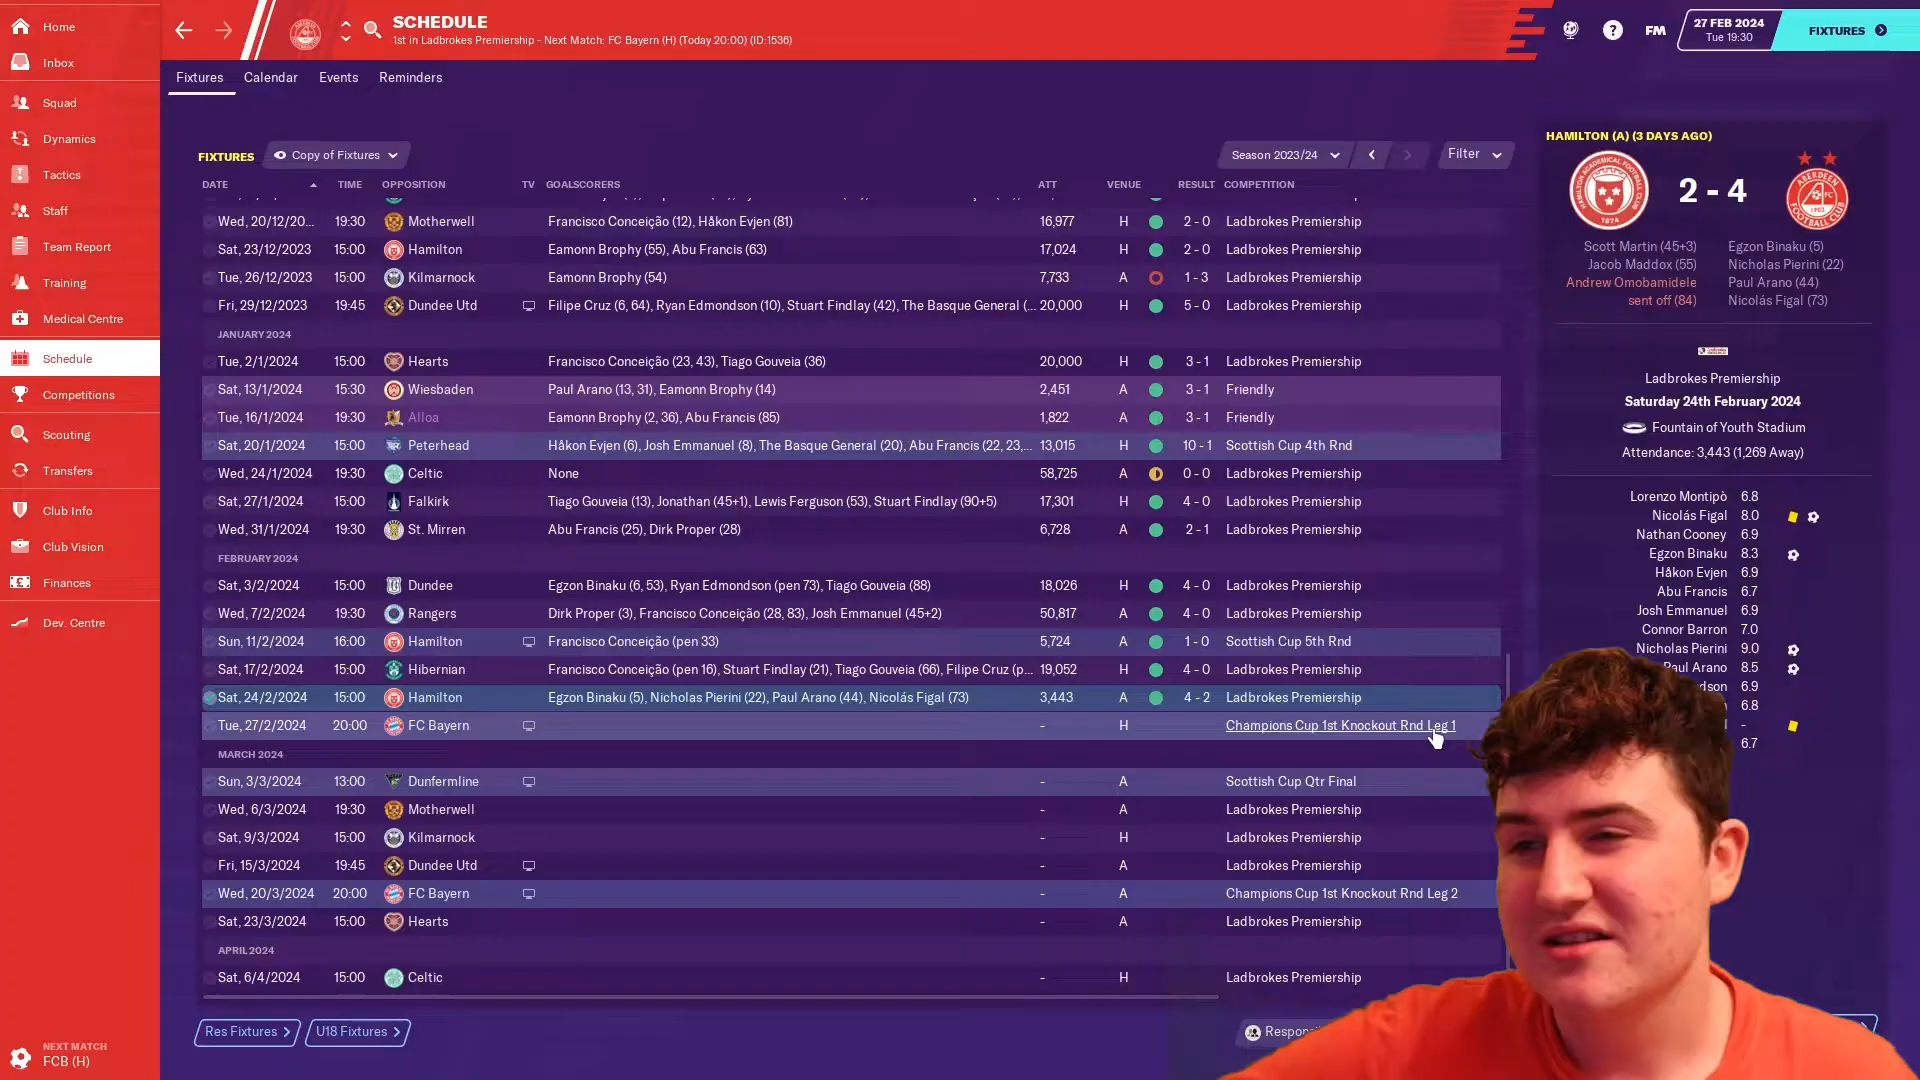 Home
Inbox
Squad
Dynamics
Tactics
Staff
Team Report
Training
Medical Centre
Schedule
Competitions
Scouting
Transfers
Club Info
Club Vision
Finances
Dev. Centre
NEXT MATCH
FCB (H)
SCHEDULE
1st in Ladbrokes Premiership - Next Match: FC Bayern (H) (Today 20:00) (ID:1536)
FM
27 FEB 2024
Tue 19:30
FIXTURES
Fixtures Calendar Events Reminders
FIXTURES Copy of Fixtures Season 2023/24 Filter
DATE TIME OPPOSITION TV GOALSCORERS ATT VENUE RESULT COMPETITION
Wed, 20/12/20... 19:30 Motherwell Francisco Conceição (12), Håkon Evjen (81) 16,977 H 2 - 0 Ladbrokes Premiership
Sat, 23/12/2023 15:00 Hamilton Eamonn Brophy (55), Abu Francis (63) 17,024 H 2 - 0 Ladbrokes Premiership
Tue, 26/12/2023 15:00 Kilmarnock Eamonn Brophy (54) 7,733 A 1 - 3 Ladbrokes Premiership
Fri, 29/12/2023 19:45 Dundee Utd Filipe Cruz (6, 64), Ryan Edmondson (10), Stuart Findlay (42), The Basque General (... 20,000 H 5 - 0 Ladbrokes Premiership
JANUARY 2024
Tue, 2/1/2024 15:00 Hearts Francisco Conceição (23, 43), Tiago Gouveia (36) 20,000 H 3 - 1 Ladbrokes Premiership
Sat, 13/1/2024 15:30 Wiesbaden Paul Arano (13, 31), Eamonn Brophy (14) 2,451 A 3 - 1 Friendly
Tue, 16/1/2024 19:30 Alloa Eamonn Brophy (2, 36), Abu Francis (85) 1,822 A 3 - 1 Friendly
Sat, 20/1/2024 15:00 Peterhead Håkon Evjen (6), Josh Emmanuel (8), The Basque General (20), Abu Francis (22, 23,... 13,015 H 10 - 1 Scottish Cup 4th Rnd
Wed, 24/1/2024 19:30 Celtic None 58,725 A 0 - 0 Ladbrokes Premiership
Sat, 27/1/2024 15:00 Falkirk Tiago Gouveia (13), Jonathan (45+1), Lewis Ferguson (53), Stuart Findlay (90+5) 17,301 H 4 - 0 Ladbrokes Premiership
Wed, 31/1/2024 19:30 St. Mirren Abu Francis (25), Dirk Proper (28) 6,728 A 2 - 1 Ladbrokes Premiership
FEBRUARY 2024
Sat, 3/2/2024 15:00 Dundee Egzon Binaku (6, 53), Ryan Edmondson (pen 73), Tiago Gouveia (88) 18,026 H 4 - 0 Ladbrokes Premiership
Wed, 7/2/2024 19:30 Rangers Dirk Proper (3), Francisco Conceição (28, 83), Josh Emmanuel (45+2) 50,817 A 4 - 0 Ladbrokes Premiership
Sun, 11/2/2024 16:00 Hamilton Francisco Conceição (pen 33) 5,724 A 1 - 0 Scottish Cup 5th Rnd
Sat, 17/2/2024 15:00 Hibernian Francisco Conceição (pen 16), Stuart Findlay (21), Tiago Gouveia (66), Filipe Cruz (p... 19,052 H 4 - 0 Ladbrokes Premiership
Sat, 24/2/2024 15:00 Hamilton Egzon Binaku (5), Nicholas Pierini (22), Paul Arano (44), Nicolás Figal (73) 3,443 A 4 - 2 Ladbrokes Premiership
Tue, 27/2/2024 20:00 FC Bayern - H Champions Cup 1st Knockout Rnd Leg 1
MARCH 2024
Sun, 3/3/2024 13:00 Dunfermline - A Scottish Cup Qtr Final
Wed, 6/3/2024 19:30 Motherwell - A Ladbrokes Premiership
Sat, 9/3/2024 15:00 Kilmarnock - H Ladbrokes Premiership
Fri, 15/3/2024 19:45 Dundee Utd - A Ladbrokes Premiership
Wed, 20/3/2024 20:00 FC Bayern - A Champions Cup 1st Knockout Rnd Leg 2
Sat, 23/3/2024 15:00 Hearts - A Ladbrokes Premiership
APRIL 2024
Sat, 6/4/2024 15:00 Celtic - H Ladbrokes Premiership
Res Fixtures U18 Fixtures
HAMILTON (A) (3 DAYS AGO)
2 - 4
Scott Martin (45+3) Egzon Binaku (5)
Jacob Maddox (55) Nicholas Pierini (22)
Andrew Omobamidele Paul Arano (44)
sent off (84) Nicolás Figal (73)
Ladbrokes Premiership
Saturday 24th February 2024
Fountain of Youth Stadium
Attendance: 3,443 (1,269 Away)
Lorenzo Montipò 6.8
Nicolás Figal 8.0
Nathan Cooney 6.9
Egzon Binaku 8.3
Håkon Evjen 6.9
Abu Francis 6.7
Josh Emmanuel 6.9
Connor Barron 7.0
Nicholas Pierini 9.0
Paul Arano 8.5
6.9
6.8
-
6.7